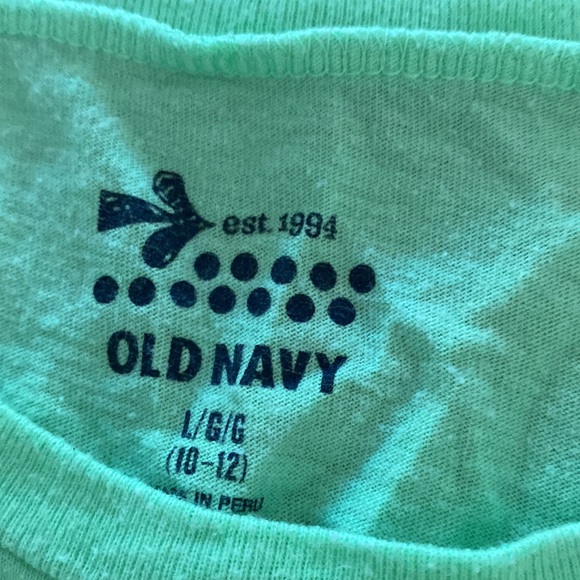 est. 1994
OLD NAVY
L/G/G
(10-12)
IN PERU